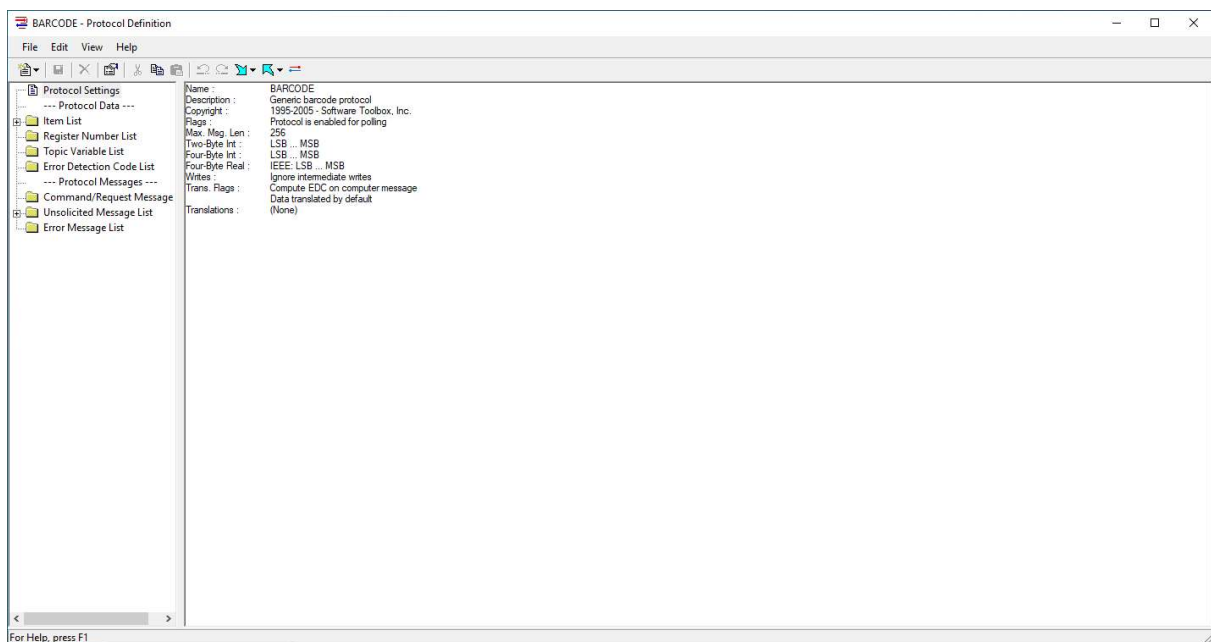 BARCODE - Protocol Definition
File Edit View Help
Protocol Settings
--- Protocol Data ---
Item List
Register Number List
Topic Variable List
Error Detection Code List
--- Protocol Messages ---
Command/Request Message
Unsolicited Message List
Error Message List
Name : BARCODE
Description : Generic barcode protocol
Copyright : 1995-2005 - Software Toolbox, Inc.
Flags : Protocol is enabled for polling
Max. Msg. Len : 256
Two-Byte Int : LSB ... MSB
Four-Byte Int : LSB ... MSB
Four-Byte Real : IEEE: LSB ... MSB
Writes : Ignore intermediate writes
Trans. Flags : Compute EDC on computer message
Data translated by default
Translations : (None)
For Help, press F1